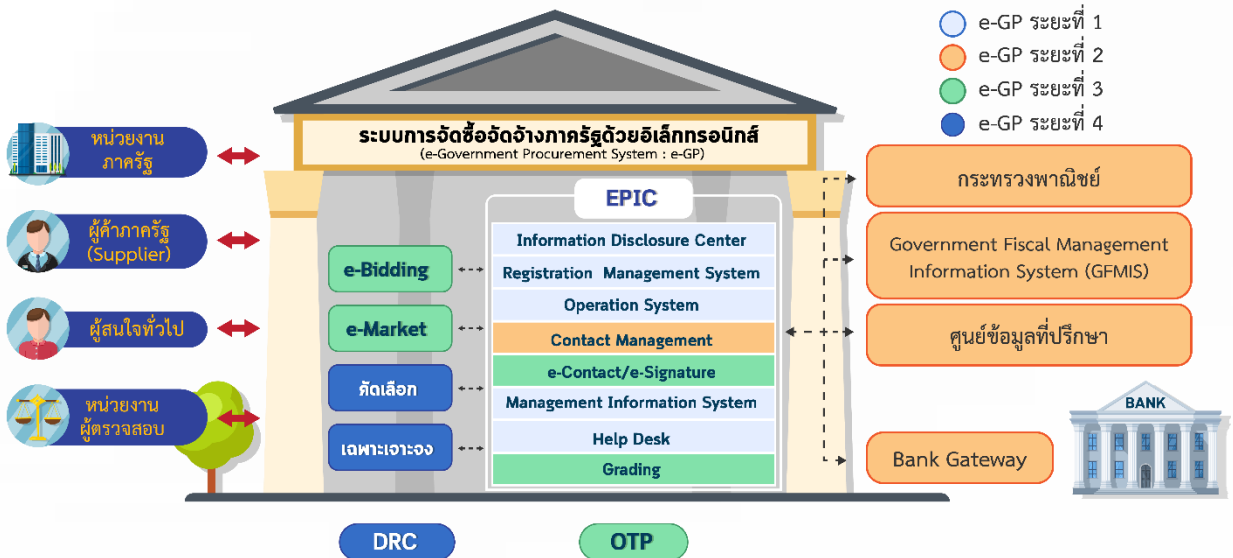 e-GP ระยะที่ 1
e-GP ระยะที่ 2
e-GP ระยะที่ 3
e-GP ระยะที่ 4
ระบบการจัดซื้อจัดจ้างภาครัฐด้วยอิเล็กทรอนิกส์
(e-Government Procurement System : e-GP)
หน่วยงาน
ภาครัฐ
ผู้ค้าภาครัฐ
(Supplier)
ผู้สนใจทั่วไป
หน่วยงาน
ผู้ตรวจสอบ
e-Bidding
e-Market
คัดเลือก
เฉพาะเจาะจง
EPIC
Information Disclosure Center
Registration Management System
Operation System
Contact Management
e-Contact/e-Signature
Management Information System
Help Desk
Grading
กระทรวงพาณิชย์
Government Fiscal Management
Information System (GFMIS)
ศูนย์ข้อมูลที่ปรึกษา
Bank Gateway
BANK
DRC
OTP